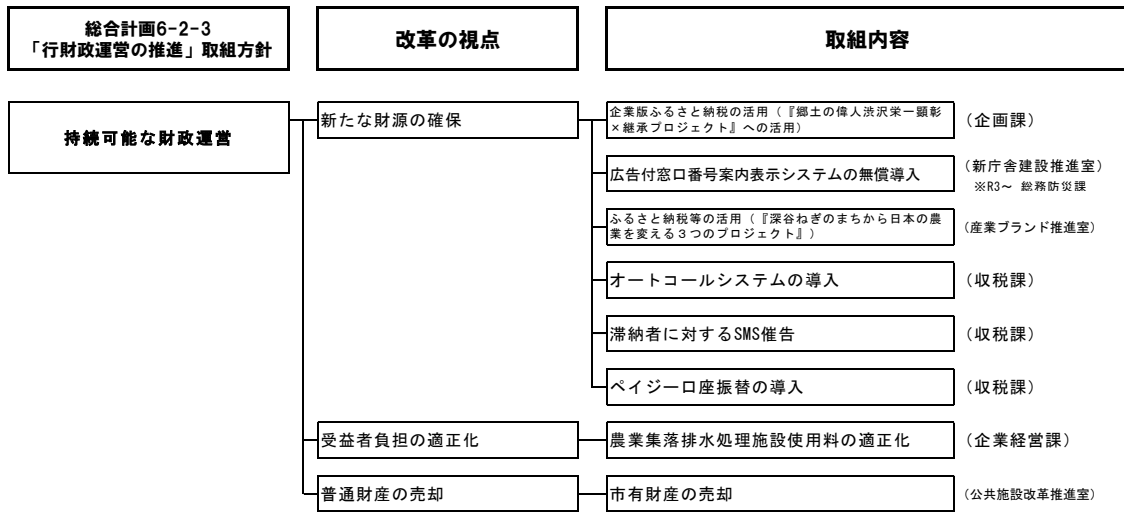 総合計画6-2-3
「行財政運営の推進」取組方針
改革の視点
取組内容
持続可能な財政運営
新たな財源の確保
企業版ふるさと納税の活用（『郷土の偉人渋沢栄一顕彰
×継承プロジェクト』への活用）
（企画課）
広告付窓口番号案内表示システムの無償導入
（新庁舎建設推進室）
※R3～ 総務防災課
ふるさと納税等の活用（『深谷ねぎのまちから日本の農
業を変える３つのプロジェクト』）
（産業ブランド推進室）
オートコールシステムの導入
（収税課）
滞納者に対するSMS催告
（収税課）
ペイジー口座振替の導入
（収税課）
受益者負担の適正化
農業集落排水処理施設使用料の適正化
（企業経営課）
普通財産の売却
市有財産の売却
（公共施設改革推進室）